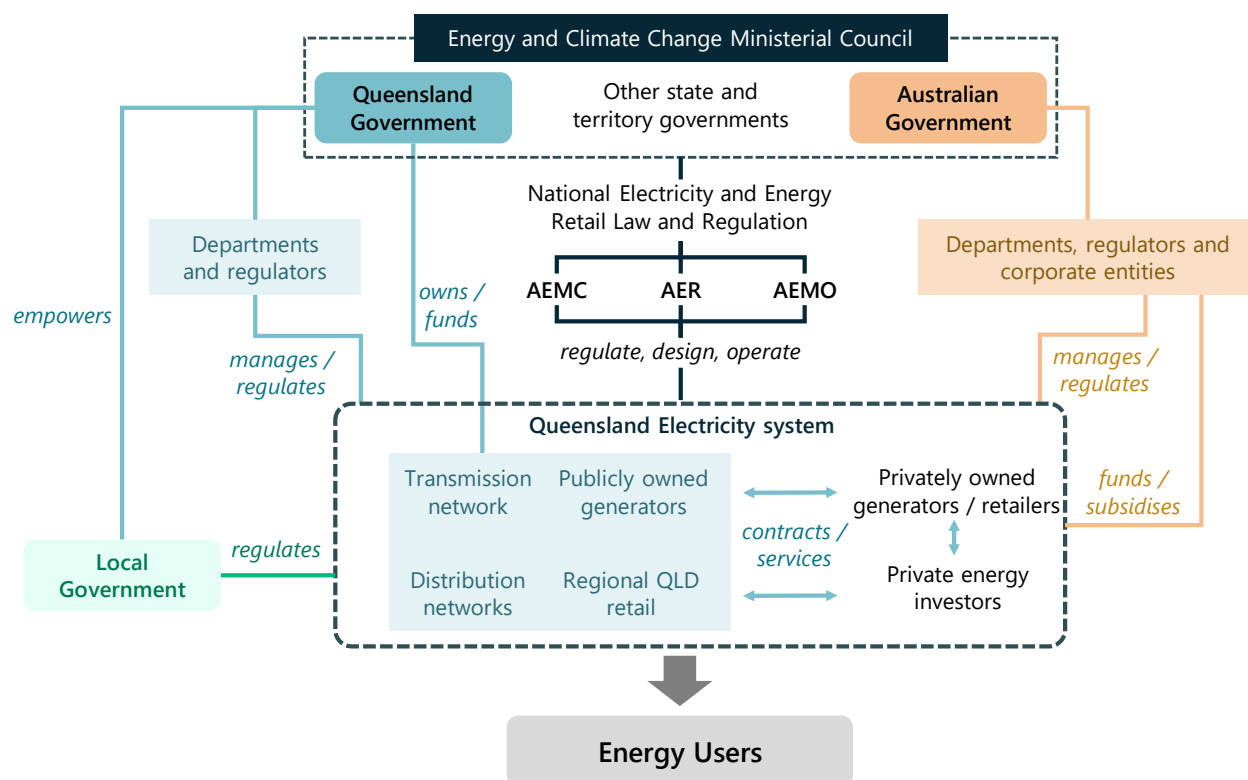 Energy and Climate Change Ministerial Council
Queensland
Government
Other state and
territory governments
Australian
Government
National Electricity and Energy
Retail Law and Regulation
Departments
and regulators
Departments, regulators and
corporate entities
AEMC
AER
AEMO
empowers
owns /
funds
regulate, design, operate
manages /
regulates
manages /
regulates
Queensland Electricity system
Transmission
network
Publicly owned
generators
Privately owned
generators / retailers
funds /
subsidises
contracts /
services
Local
Government
regulates
Distribution
networks
Regional QLD
retail
Private energy
investors
Energy Users